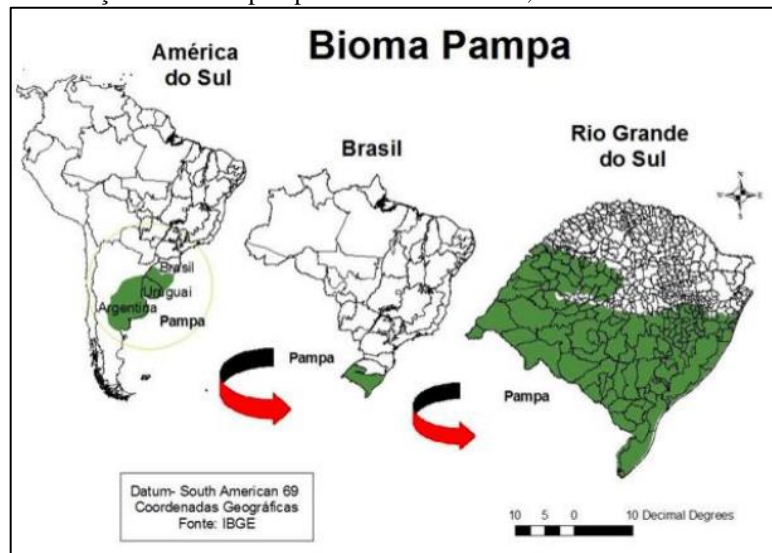 Bioma Pampa
América
do Sul
Brasil
Rio Grande
do Sul
N
W
E
S
Brasil
Uruguai
Argentina
Pampa
Pampa
Pampa
Datum- South American 69
Coordenadas Geográficas
Fonte: IBGE
10 5 0 10 Decimal Degrees